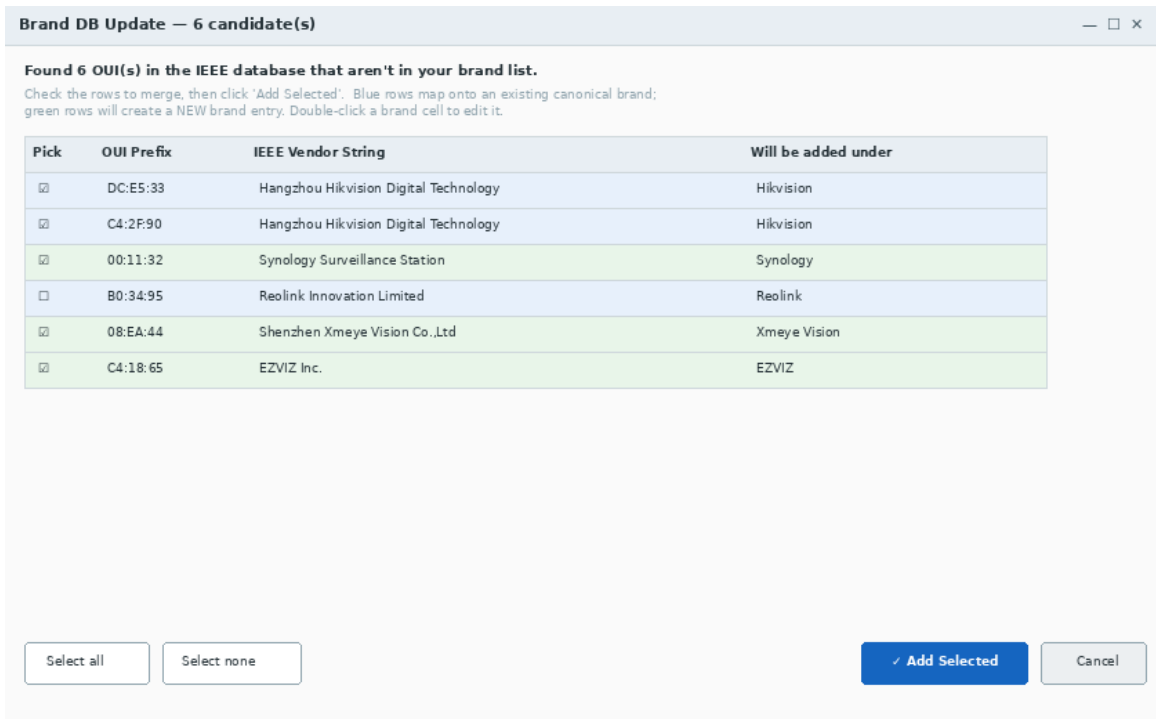 Brand DB Update — 6 candidate(s) — ☐ ✕
Found 6 OUI(s) in the IEEE database that aren't in your brand list.
Check the rows to merge, then click 'Add Selected'.  Blue rows map onto an existing canonical brand;
green rows will create a NEW brand entry. Double-click a brand cell to edit it.
Pick OUI Prefix IEEE Vendor String Will be added under
☑ DC:E5:33 Hangzhou Hikvision Digital Technology Hikvision
☑ C4:2F:90 Hangzhou Hikvision Digital Technology Hikvision
☑ 00:11:32 Synology Surveillance Station Synology
☐ B0:34:95 Reolink Innovation Limited Reolink
☑ 08:EA:44 Shenzhen Xmeye Vision Co.,Ltd Xmeye Vision
☑ C4:18:65 EZVIZ Inc. EZVIZ
Select all Select none ✓ Add Selected Cancel